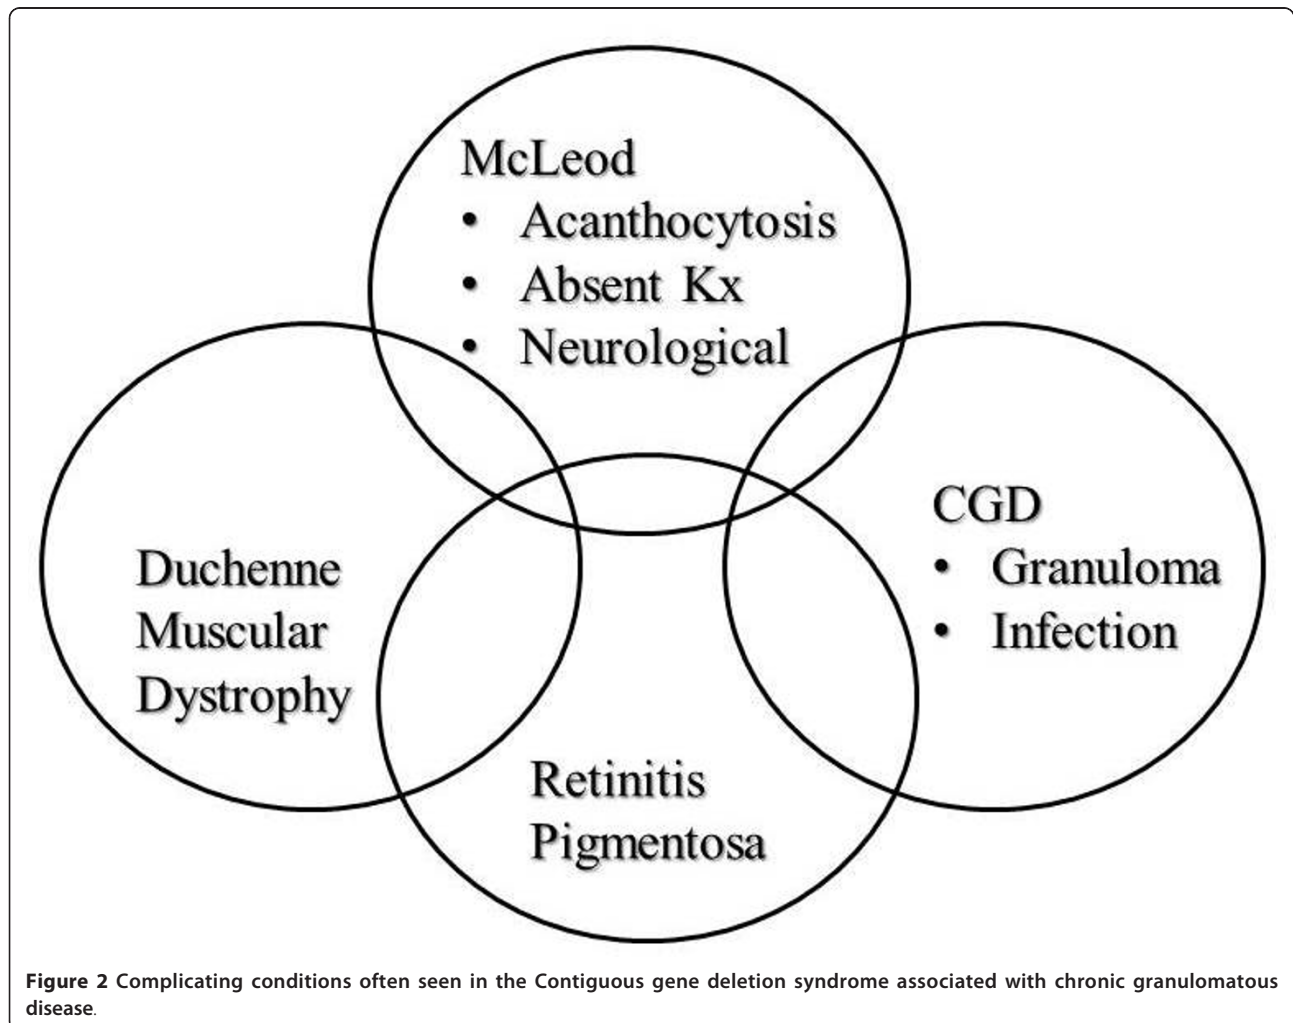 McLeod
• Acanthocytosis
• Absent Kx
• Neurological
CGD
• Granuloma
• Infection
Duchenne
Muscular
Dystrophy
Retinitis
Pigmentosa
Figure 2 Complicating conditions often seen in the Contiguous gene deletion syndrome associated with chronic granulomatous
disease.